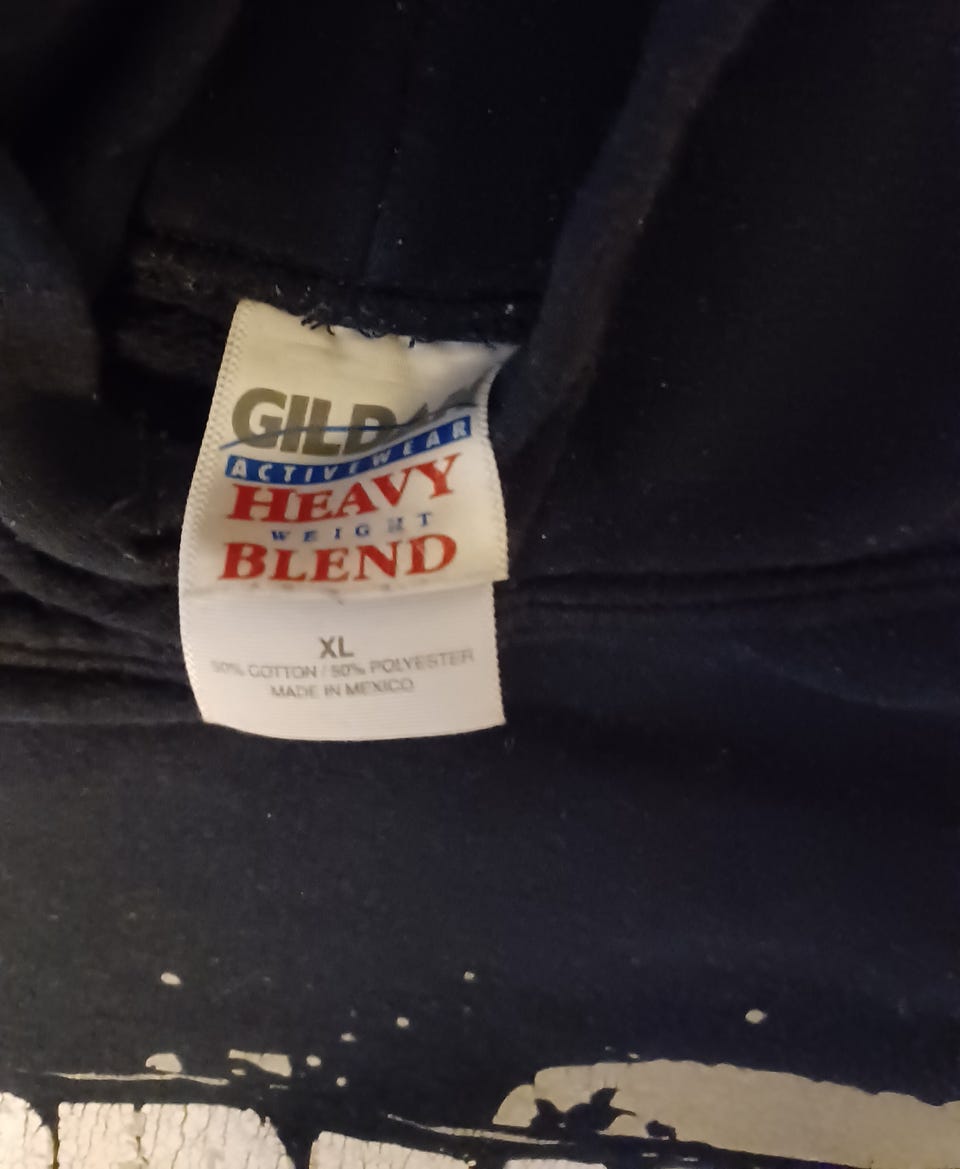 GILDAN
ACTIVEWEAR
HEAVY
WEIGHT
BLEND
XL
50% COTTON / 50% POLYESTER
MADE IN MEXICO